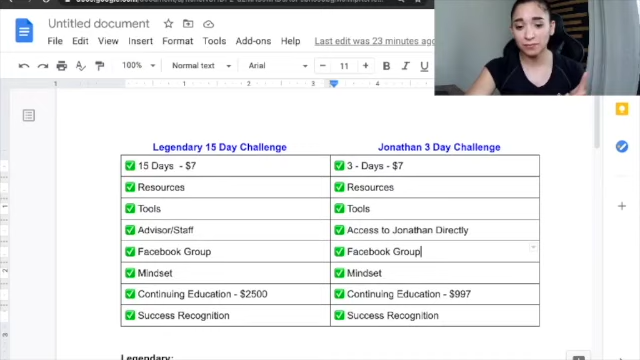 Untitled document
File Edit View Insert Format Tools Add-ons Help Last edit was 23 minutes ago
100% Normal text Arial 11
Legendary 15 Day Challenge Jonathan 3 Day Challenge
✅ 15 Days - $7 ✅ 3 - Days - $7
✅ Resources ✅ Resources
✅ Tools ✅ Tools
✅ Advisor/Staff ✅ Access to Jonathan Directly
✅ Facebook Group ✅ Facebook Group
✅ Mindset ✅ Mindset
✅ Continuing Education - $2500 ✅ Continuing Education - $997
✅ Success Recognition ✅ Success Recognition
Legendary: